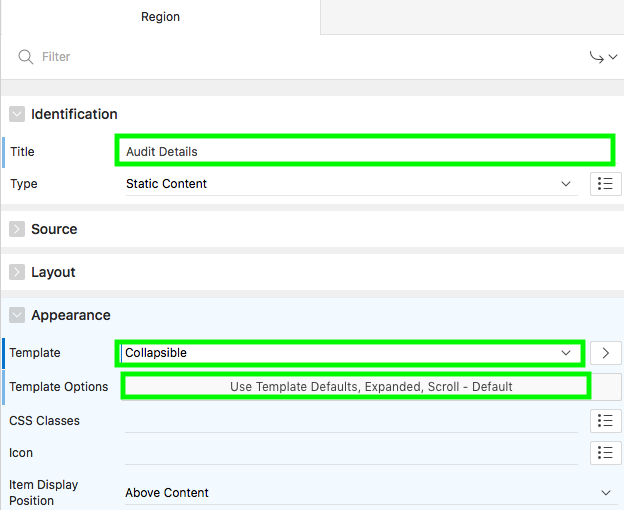 Region
Filter
Identification
Title Audit Details
Type Static Content
Source
Layout
Appearance
Template Collapsible
Template Options Use Template Defaults, Expanded, Scroll - Default
CSS Classes
Icon
Item Display
Position Above Content